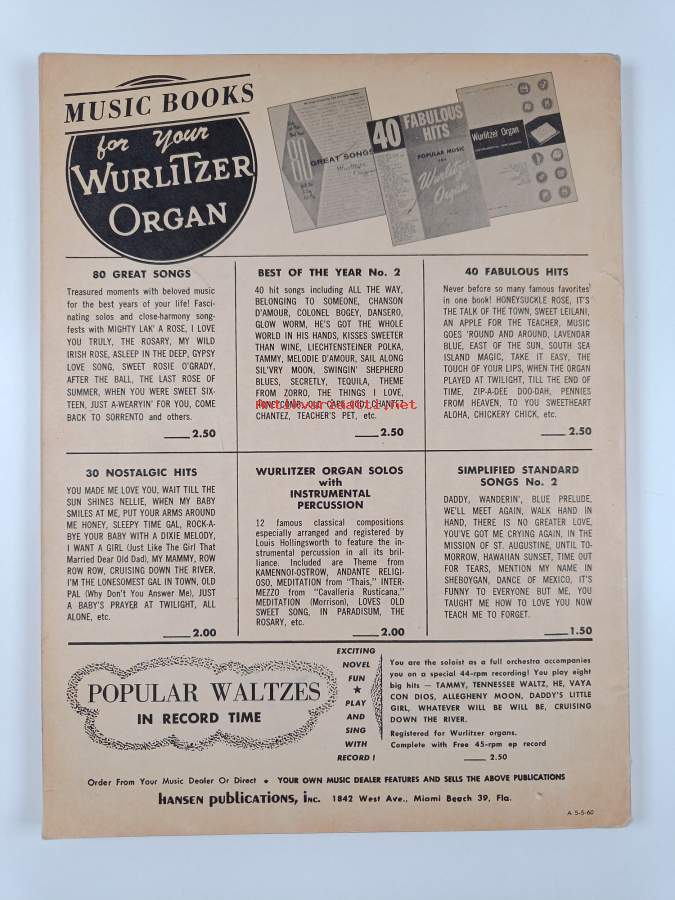 MUSIC BOOKS
for your
WURLITZER
ORGAN
80
GREAT SONGS
40 FABULOUS
HITS
POPULAR MUSIC
Wurlitzer
Organ
Wurlitzer Organ
80 GREAT SONGS
Treasured moments with beloved music
for the best years of your life! Fasci-
nating solos and close-harmony song-
fests with MIGHTY LAK' A ROSE, I LOVE
YOU TRULY, THE ROSARY, MY WILD
IRISH ROSE, ASLEEP IN THE DEEP, GYPSY
LOVE SONG, SWEET ROSIE O'GRADY,
AFTER THE BALL, THE LAST ROSE OF
SUMMER, WHEN YOU WERE SWEET SIX-
TEEN, JUST A-WEARYIN' FOR YOU, COME
BACK TO SORRENTO and others.
____ 2.50
BEST OF THE YEAR No. 2
40 hit songs including ALL THE WAY,
BELONGING TO SOMEONE, CHANSON
D'AMOUR, COLONEL BOGEY, DANSERO,
GLOW WORM, HE'S GOT THE WHOLE
WORLD IN HIS HANDS, KISSES SWEETER
THAN WINE, LIECHTENSTEINER POLKA,
TAMMY, MELODIE D'AMOUR, SAIL ALONG
SIL'VRY MOON, SWINGIN' SHEPHERD
BLUES, SECRETLY, TEQUILA, THEME
FROM ZORRO, THE THINGS I LOVE,
HONEYCOMB, OLD CAPE COD, CHANTEZ
CHANTEZ, TEACHER'S PET, etc.
____ 2.50
40 FABULOUS HITS
Never before so many famous favorites
in one book! HONEYSUCKLE ROSE, IT'S
THE TALK OF THE TOWN, SWEET LEILANI,
AN APPLE FOR THE TEACHER, MUSIC
GOES 'ROUND AND AROUND, LAVENDAR
BLUE, EAST OF THE SUN, SOUTH SEA
ISLAND MAGIC, TAKE IT EASY, THE
TOUCH OF YOUR LIPS, WHEN THE ORGAN
PLAYED AT TWILIGHT, TILL THE END OF
TIME, ZIP-A-DEE DOO-DAH, PENNIES
FROM HEAVEN, TO YOU SWEETHEART
ALOHA, CHICKERY CHICK, etc.
____ 2.50
30 NOSTALGIC HITS
YOU MADE ME LOVE YOU, WAIT TILL THE
SUN SHINES NELLIE, WHEN MY BABY
SMILES AT ME, PUT YOUR ARMS AROUND
ME HONEY, SLEEPY TIME GAL, ROCK-A-
BYE YOUR BABY WITH A DIXIE MELODY,
I WANT A GIRL (Just Like The Girl That
Married Dear Old Dad), MY MAMMY, ROW
ROW ROW, CRUISING DOWN THE RIVER,
I'M THE LONESOMEST GAL IN TOWN, OLD
PAL (Why Don't You Answer Me), JUST
A BABY'S PRAYER AT TWILIGHT, ALL
ALONE, etc.
____ 2.00
WURLITZER ORGAN SOLOS
with
INSTRUMENTAL
PERCUSSION
12 famous classical compositions
especially arranged and registered by
Louis Hollingsworth to feature the in-
strumental percussion in all its bril-
liance. Included are Theme from
KAMENNOI-OSTROW, ANDANTE RELIGI-
OSO, MEDITATION from "Thais," INTER-
MEZZO from "Cavalleria Rusticana,"
MEDITATION (Morrison), LOVES OLD
SWEET SONG, IN PARADISUM, THE
ROSARY, etc.
____ 2.00
SIMPLIFIED STANDARD
SONGS No. 2
DADDY, WANDERIN', BLUE PRELUDE,
WE'LL MEET AGAIN, WALK HAND IN
HAND, THERE IS NO GREATER LOVE,
YOU'VE GOT ME CRYING AGAIN, IN THE
MISSION OF ST. AUGUSTINE, UNTIL TO-
MORROW, HAWAIIAN SUNSET, TIME OUT
FOR TEARS, MENTION MY NAME IN
SHEBOYGAN, DANCE OF MEXICO, IT'S
FUNNY TO EVERYONE BUT ME, YOU
TAUGHT ME HOW TO LOVE YOU NOW
TEACH ME TO FORGET.
____ 1.50
POPULAR WALTZES
IN RECORD TIME
EXCITING
NOVEL
FUN
★
PLAY
AND
SING
WITH
RECORD!
You are the soloist as a full orchestra accompanies
you on a special 44-rpm recording! You play eight
big hits — TAMMY, TENNESSEE WALTZ, HE, VAYA
CON DIOS, ALLEGHENY MOON, DADDY'S LITTLE
GIRL, WHATEVER WILL BE WILL BE, CRUISING
DOWN THE RIVER.
Registered for Wurlitzer organs.
Complete with Free 45-rpm ep record
____ 2.50
Order From Your Music Dealer Or Direct • YOUR OWN MUSIC DEALER FEATURES AND SELLS THE ABOVE PUBLICATIONS
HANSEN PUBLICATIONS, INC. 1842 West Ave., Miami Beach 39, Fla.
A 5-5-60